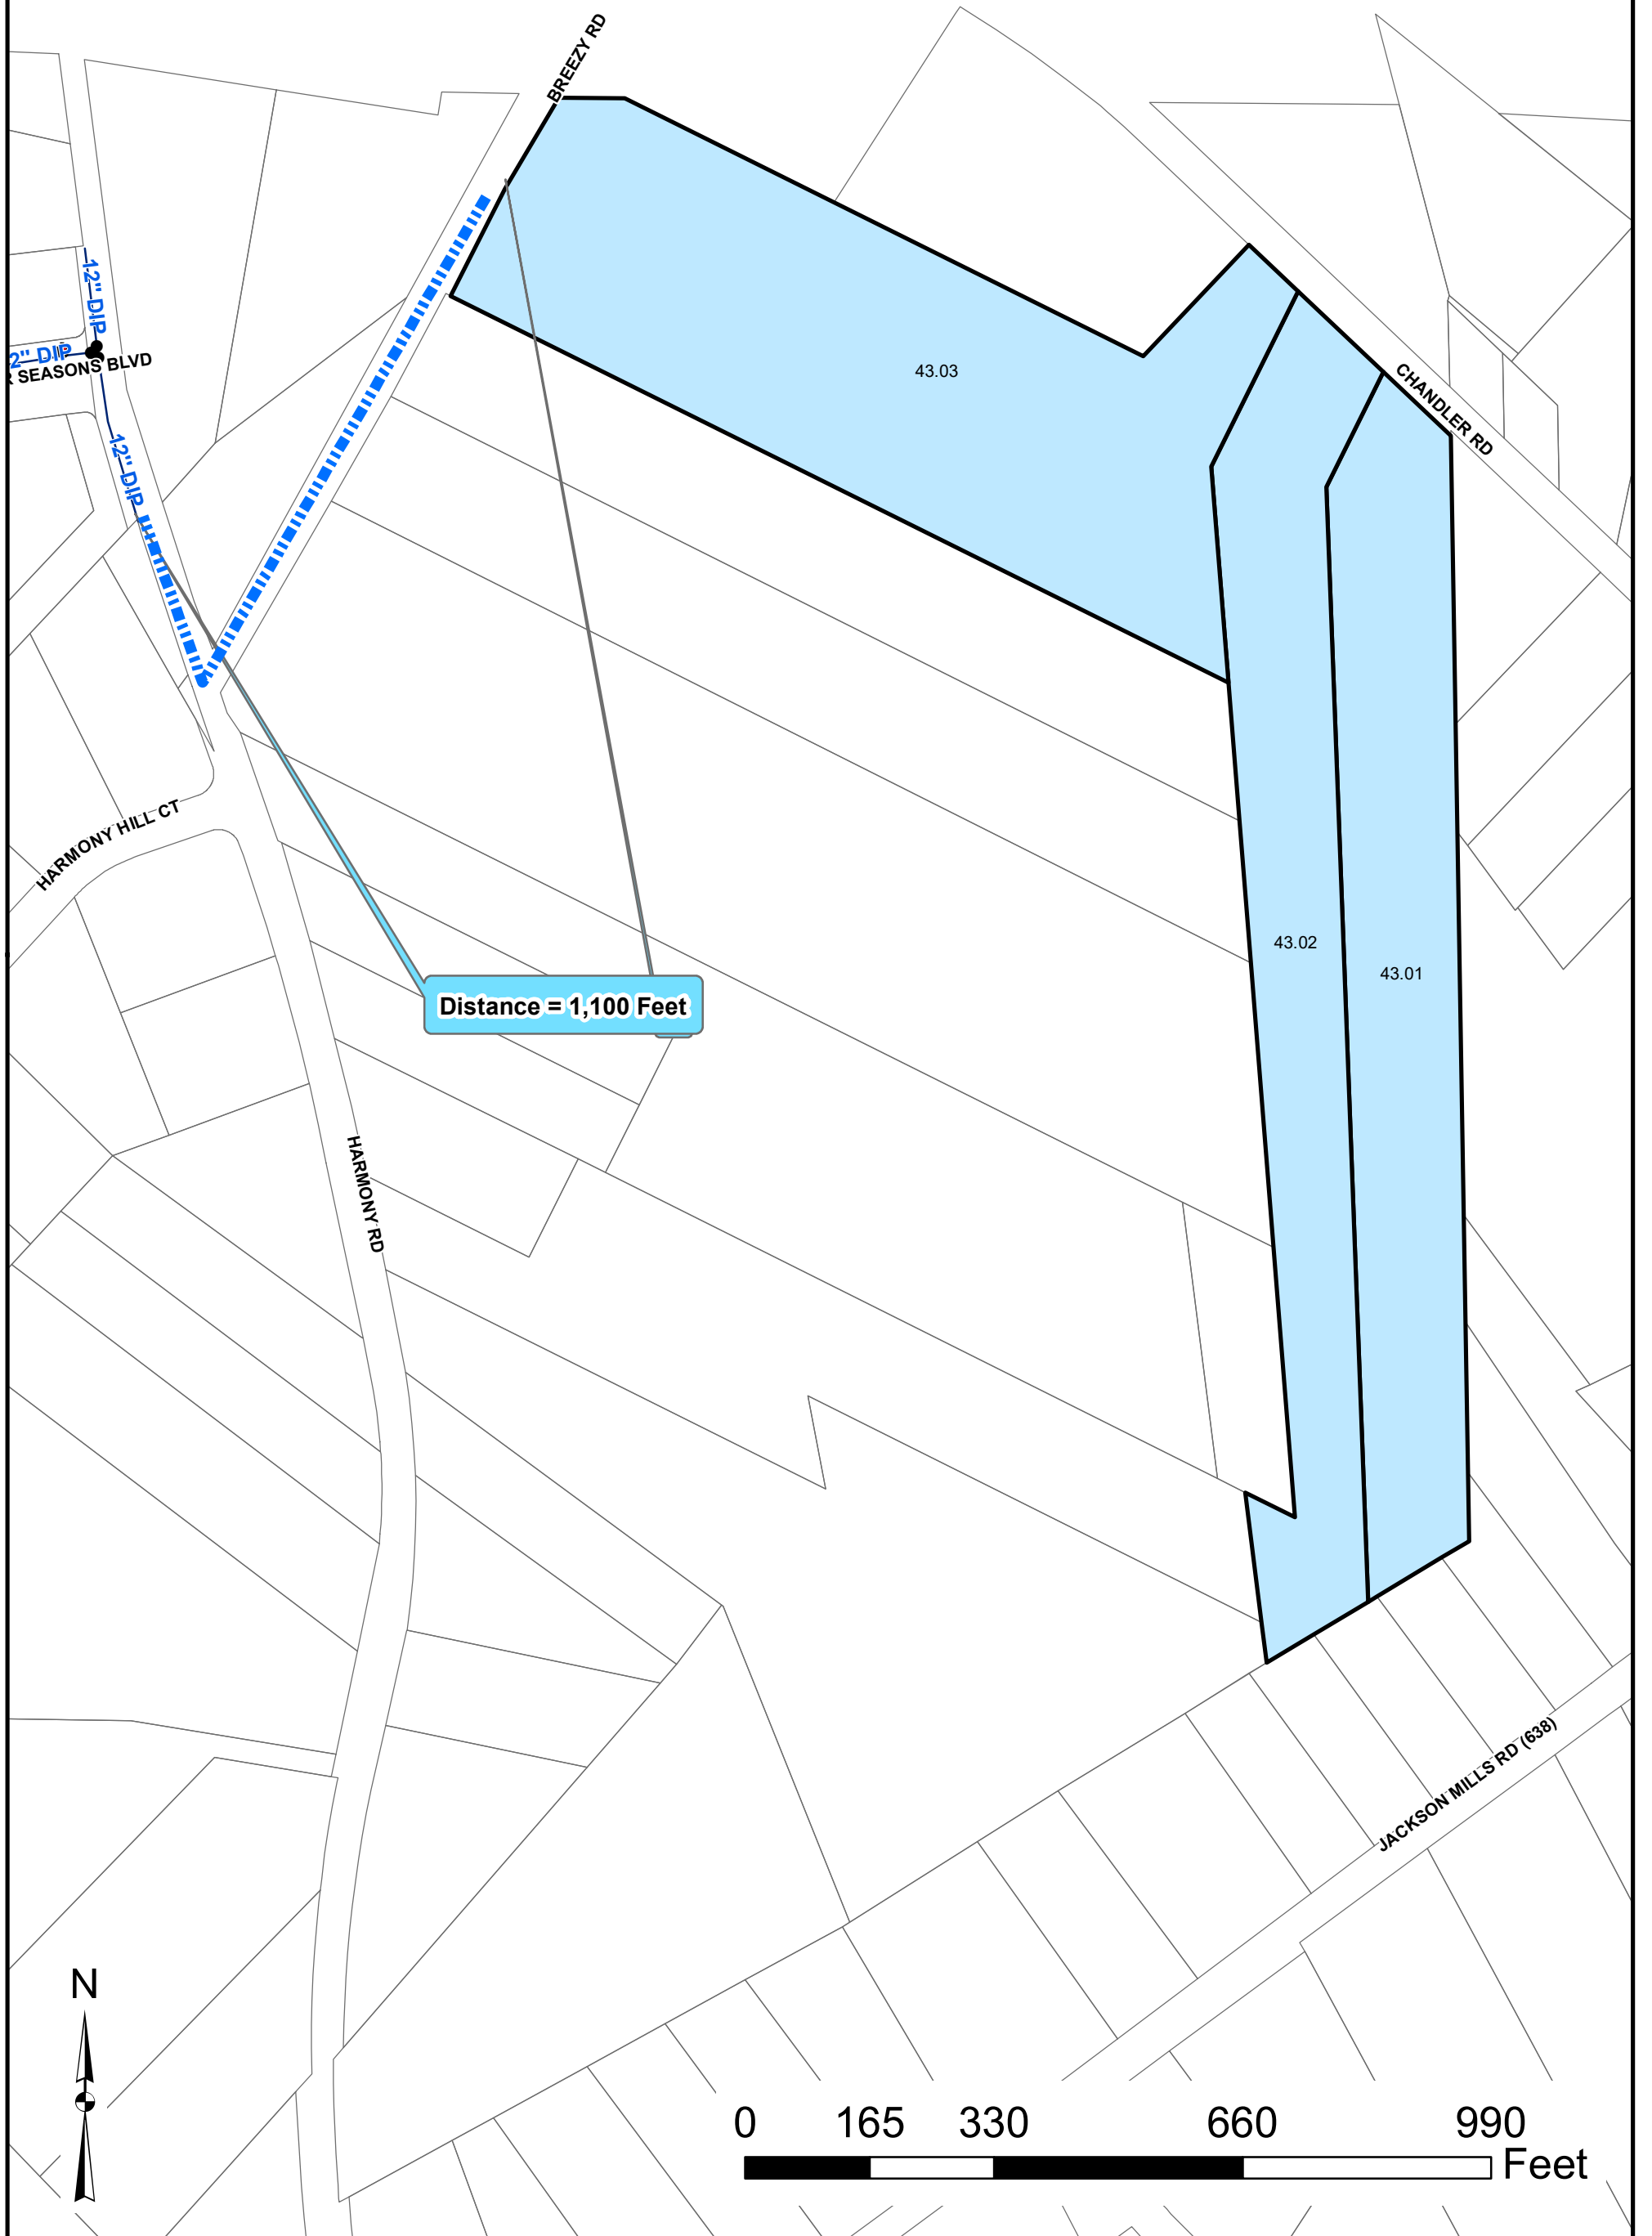 BREEZY RD
12" DIP
2" DIP
R SEASONS BLVD
43.03
CHANDLER RD
12" DIP
HARMONY HILL CT
43.02
43.01
Distance = 1,100 Feet
HARMONY RD
JACKSON MILLS RD (638)
N
0 165 330 660 990
Feet